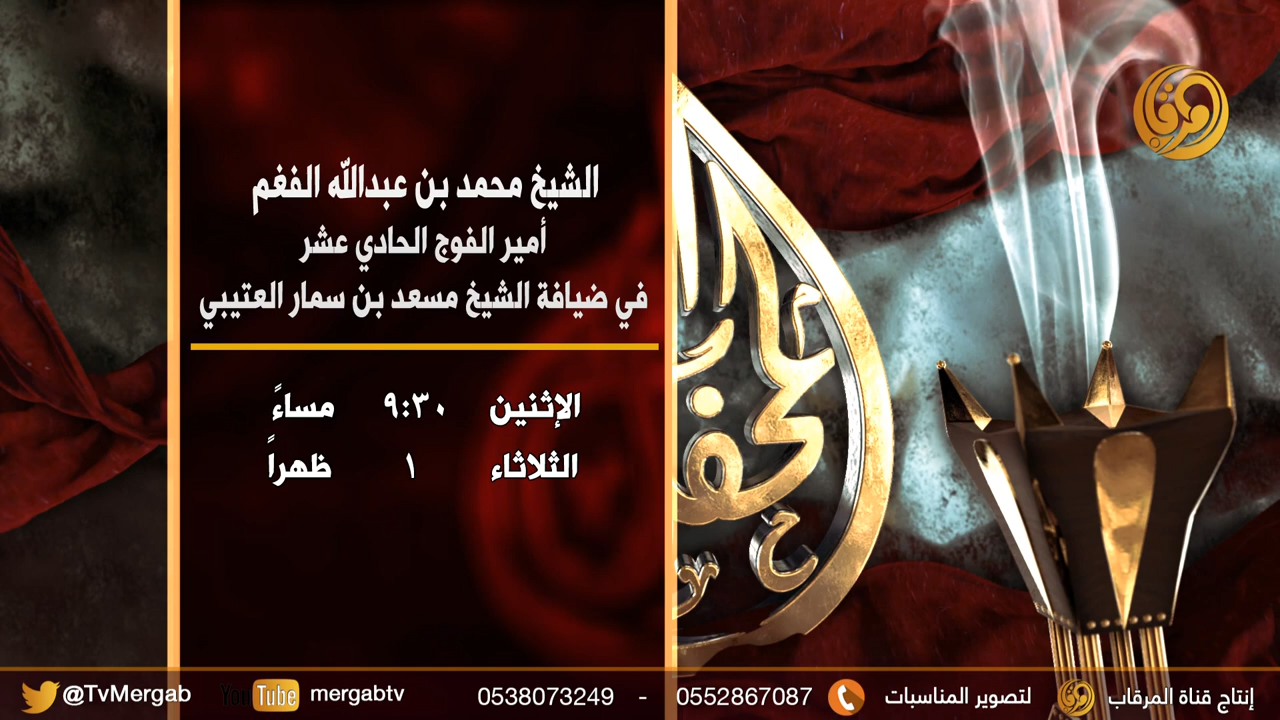 مرقاب
الشيخ محمد بن عبدالله الفغم
أمير الفوج الحادي عشر
في ضيافة الشيخ مسعد بن سمار العتيبي
الإثنين ٩:٣٠ مساءً
الثلاثاء ١ ظهراً
إنتاج قناة المرقاب لتصوير المناسبات 0552867087 - 0538073249 mergabtv YouTube @TvMergab